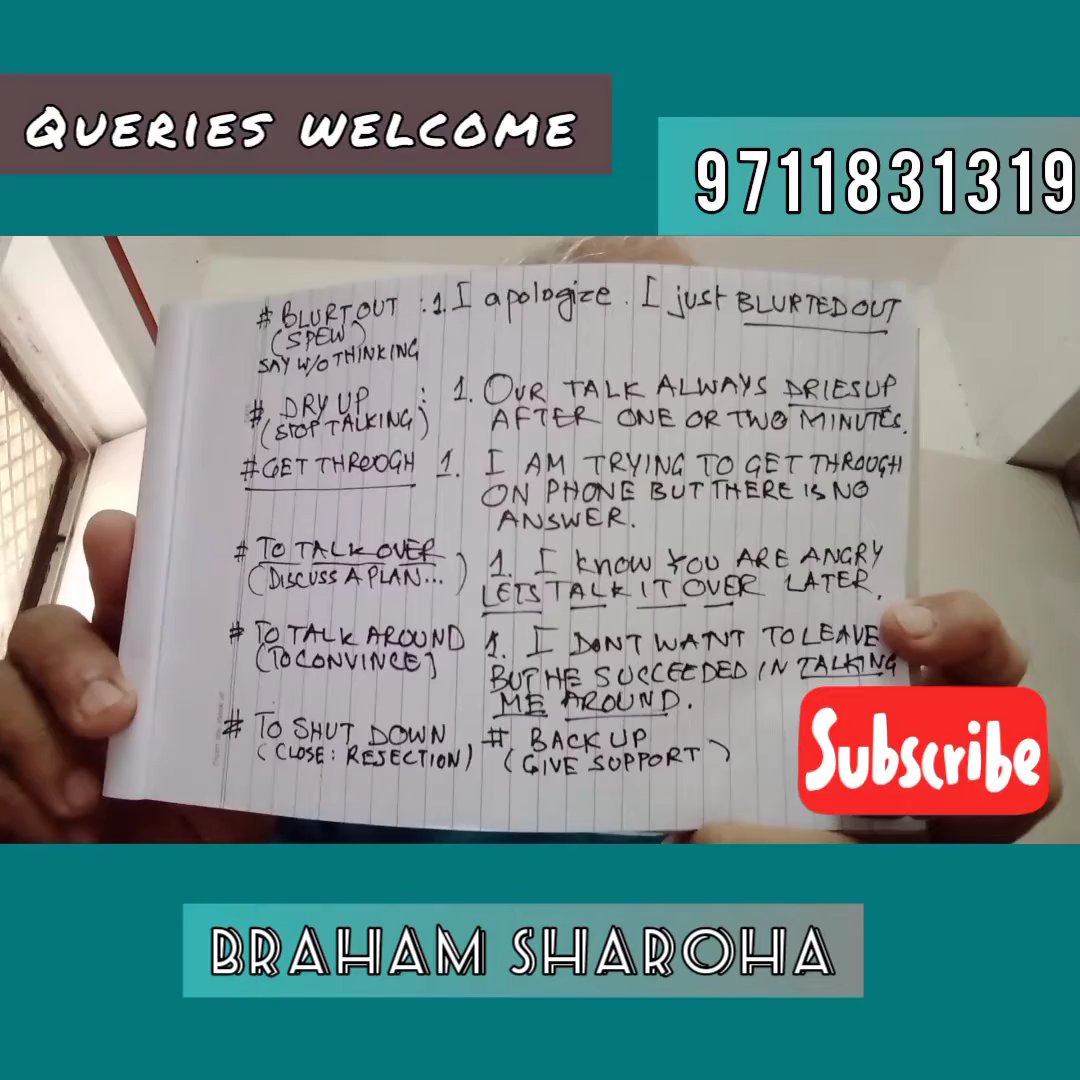 QUERIES WELCOME
9711831319
# BLURT OUT : 1. I apologize. I just BLURTED OUT
(SPEW)
SAY W/O THINKING
# DRY UP : 1. OUR TALK ALWAYS DRIESUP
(STOP TALKING) AFTER ONE OR TWO MINUTES.
#GET THROUGH 1. I AM TRYING TO GET THROUGH
ON PHONE BUT THERE IS NO
ANSWER.
# TO TALK OVER 1. I KNOW YOU ARE ANGRY
(DISCUSS A PLAN...) LETS TALK IT OVER LATER.
# TO TALK AROUND 1. I DONT WANT TO LEAVE
(TO CONVINCE) BUT HE SUCCEEDED IN TALKING
ME AROUND.
# TO SHUT DOWN # BACK UP
(CLOSE: REJECTION) (GIVE SUPPORT)
Subscribe
BRAHAM SHAROHA